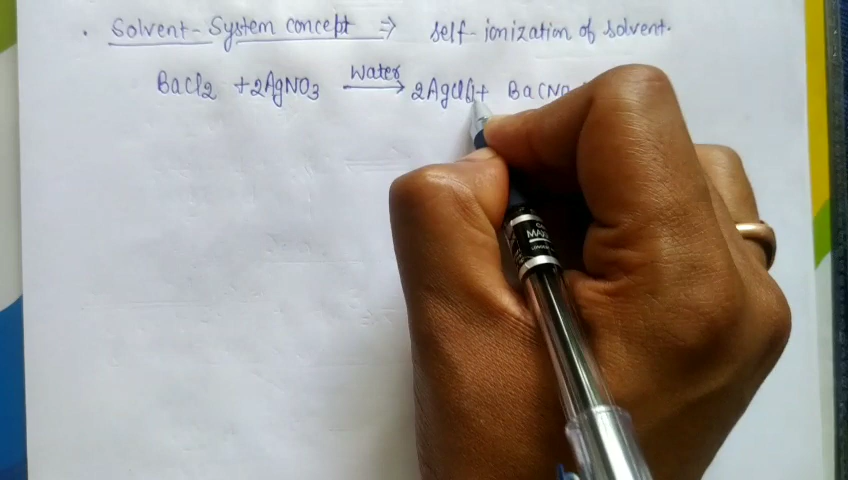 . Solvent-System concept ⇒ self-ionization of solvent.
BaCl2 + 2AgNO3 Water → 2AgCl + Ba(NO